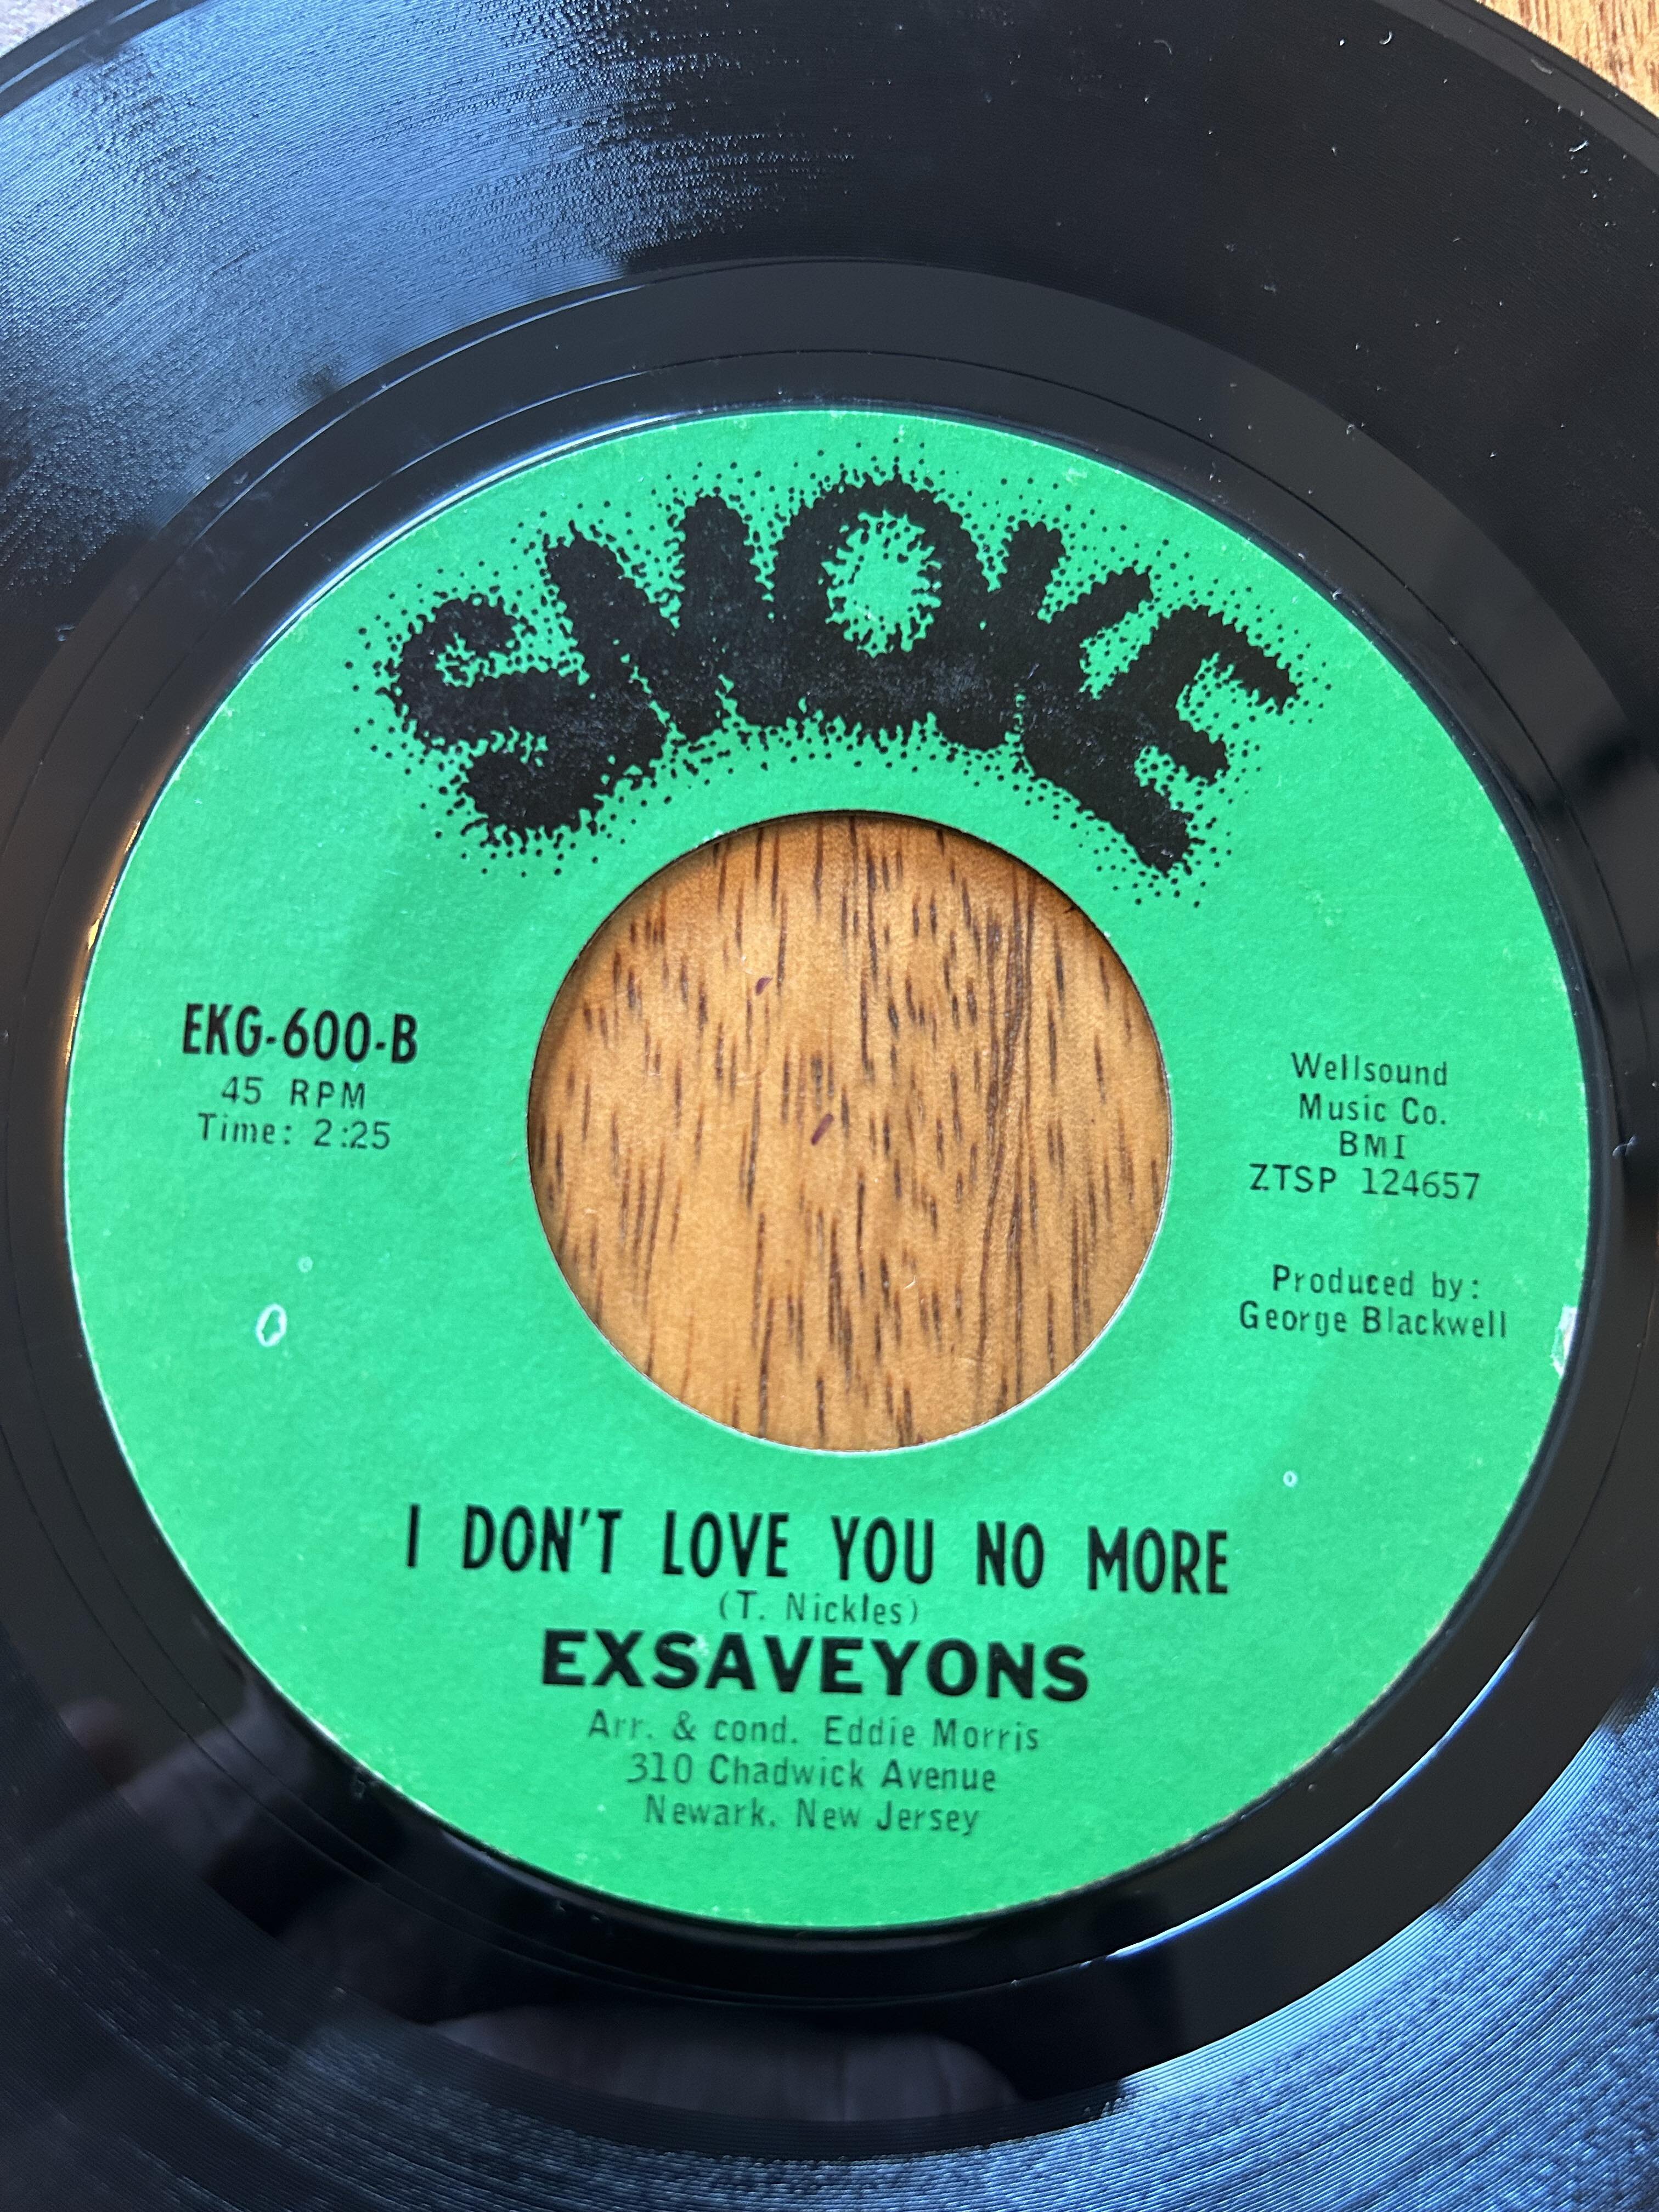 SMOKE
EKG-600-B
45 RPM
Time: 2:25
Wellsound
Music Co.
BMI
ZTSP 124657
Produced by:
George Blackwell
I DON'T LOVE YOU NO MORE
(T. Nickles)
EXSAVEYONS
Arr. & cond. Eddie Morris
310 Chadwick Avenue
Newark, New Jersey